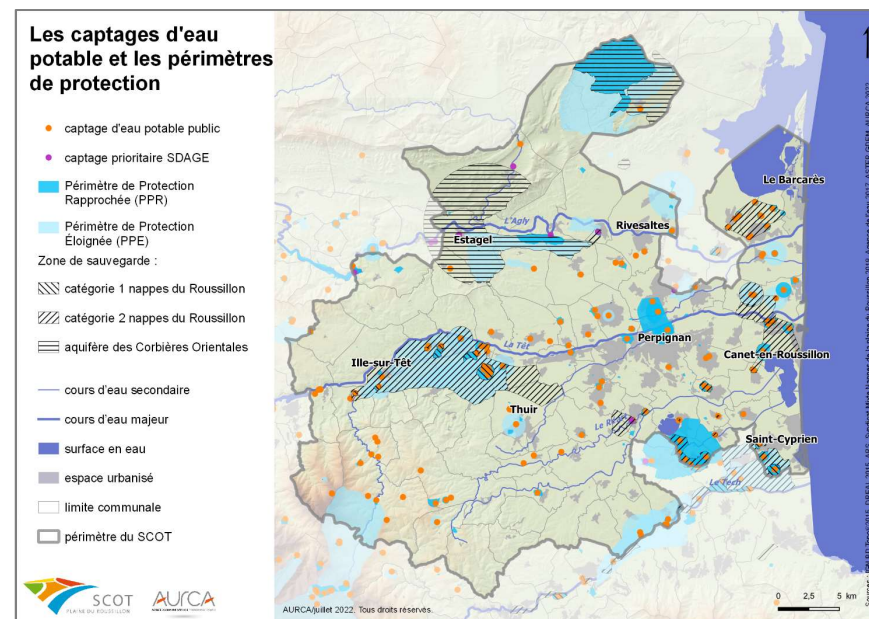 Les captages d'eau
potable et les périmètres
de protection
captage d'eau potable public
captage prioritaire SDAGE
Périmètre de Protection
Rapprochée (PPR)
Périmètre de Protection
Éloignée (PPE)
Zone de sauvegarde :
catégorie 1 nappes du Roussillon
catégorie 2 nappes du Roussillon
aquifère des Corbières Orientales
cours d'eau secondaire
cours d'eau majeur
surface en eau
espace urbanisé
limite communale
périmètre du SCOT
SCOT
PLAINE DU ROUSSILLON
AURCA
Le Barcarès
L'Agly
Rivesaltes
Estagel
La Têt
Perpignan
Ille-sur-Têt
Canet-en-Roussillon
Thuir
Saint-Cyprien
Le Tech
0 2,5 5 km
AURCA/juillet 2022. Tous droits réservés.